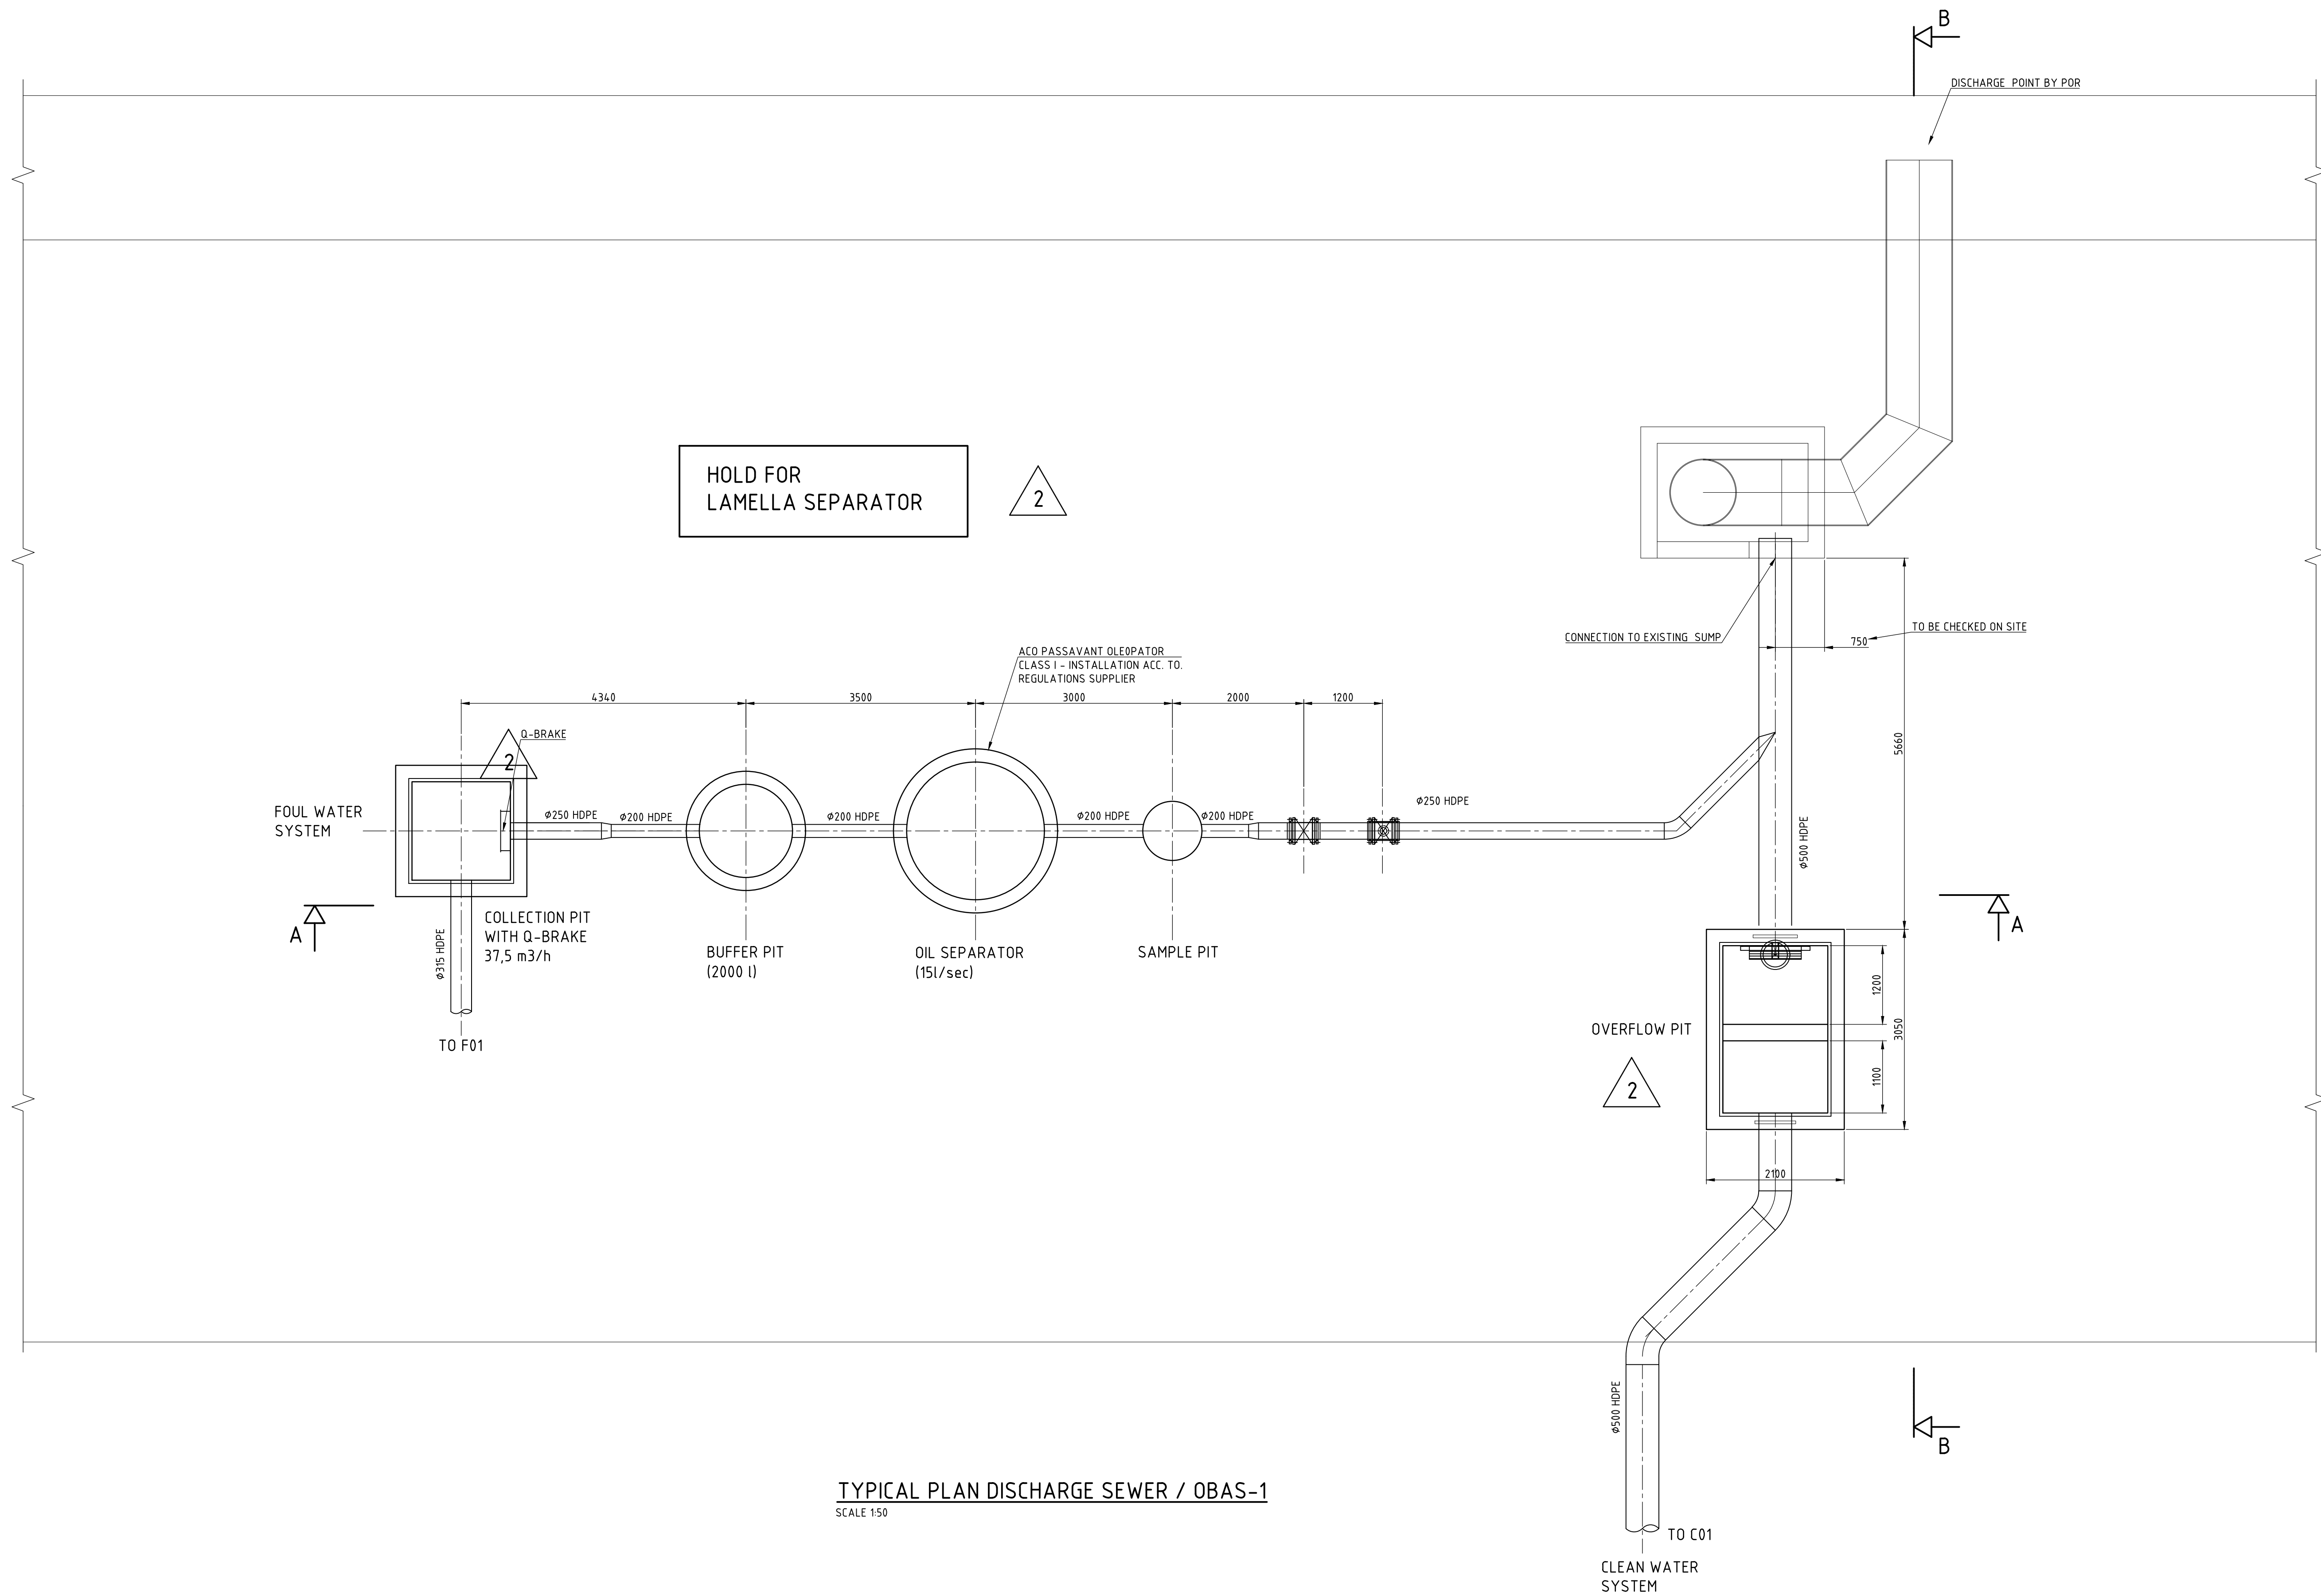 B
DISCHARGE POINT BY POR
HOLD FOR
LAMELLA SEPARATOR
2
CONNECTION TO EXISTING SUMP
750
TO BE CHECKED ON SITE
ACO PASSAVANT OLEOPATOR
CLASS I - INSTALLATION ACC. TO.
REGULATIONS SUPPLIER
4340
3500
3000
2000
1200
Q-BRAKE
2
5660
FOUL WATER
SYSTEM
Ø250 HDPE
Ø200 HDPE
Ø200 HDPE
Ø200 HDPE
Ø200 HDPE
Ø250 HDPE
Ø500 HDPE
A
COLLECTION PIT
WITH Q-BRAKE
37,5 m3/h
Ø315 HDPE
TO F01
BUFFER PIT
(2000 l)
OIL SEPARATOR
(15l/sec)
SAMPLE PIT
A
OVERFLOW PIT
2
1200
3050
1100
2100
Ø500 HDPE
B
TYPICAL PLAN DISCHARGE SEWER / OBAS-1
SCALE 1:50
TO C01
CLEAN WATER
SYSTEM